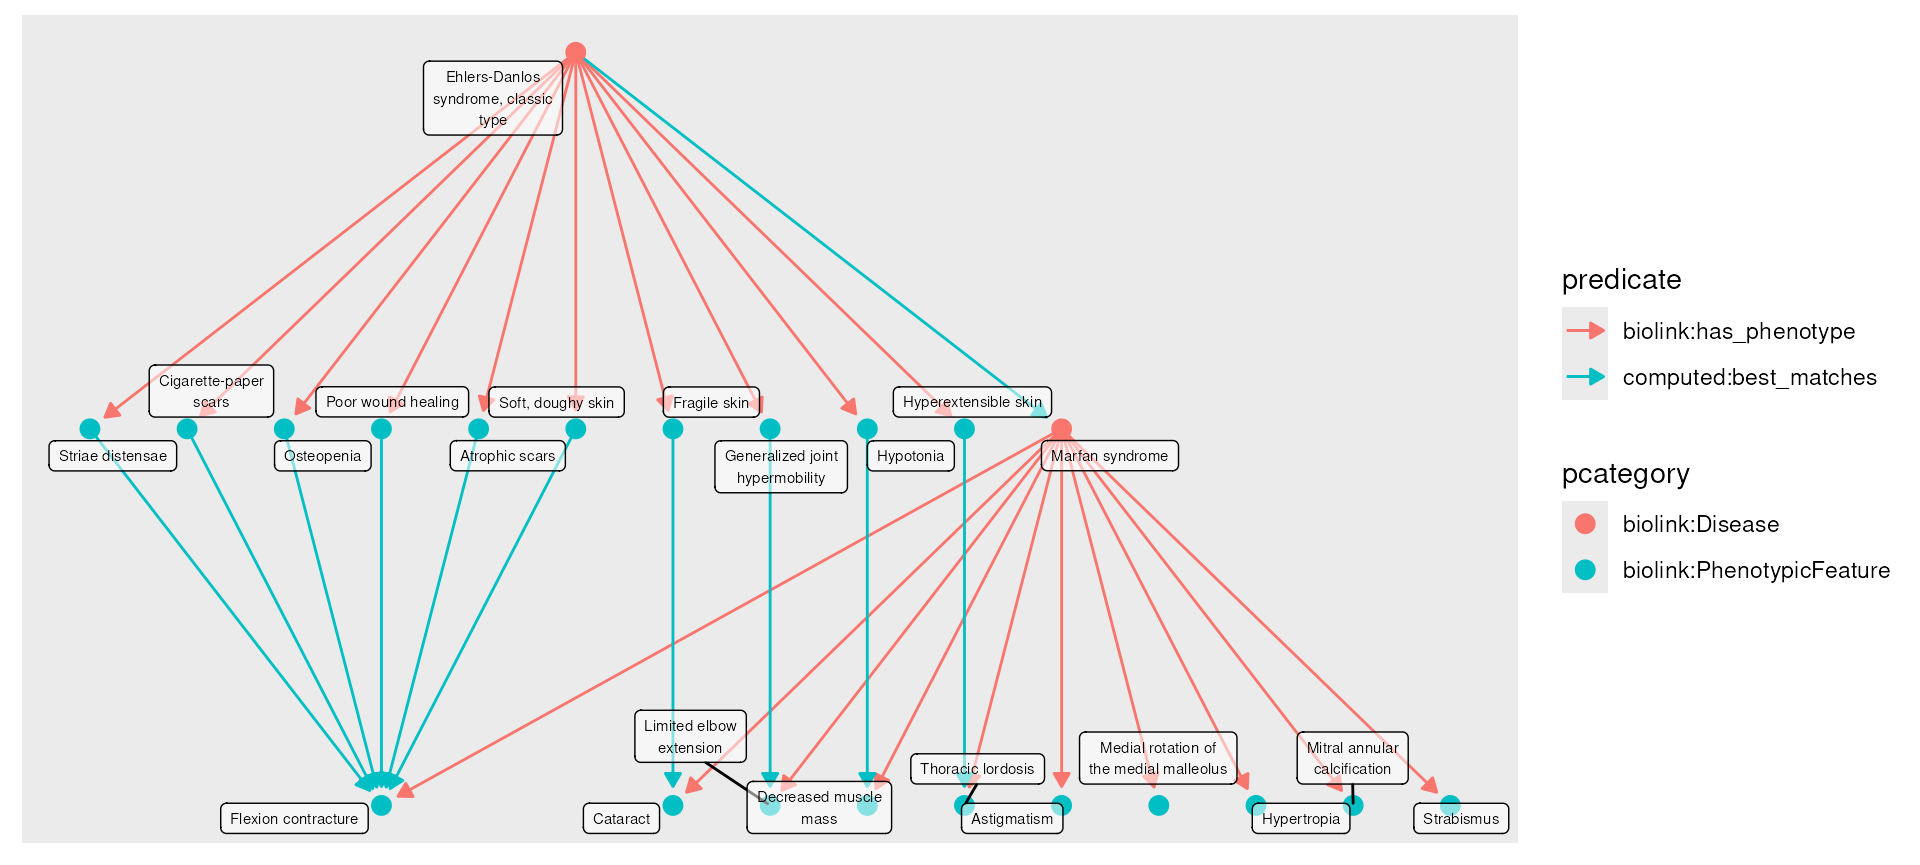 Ehlers-Danlos
syndrome, classic
type
Cigarette-paper
scars
Poor wound healing
Soft, doughy skin
Fragile skin
Hyperextensible skin
Striae distensae
Osteopenia
Atrophic scars
Generalized joint
hypermobility
Hypotonia
Marfan syndrome
Limited elbow
extension
Thoracic lordosis
Medial rotation of
the medial malleolus
Mitral annular
calcification
Flexion contracture
Cataract
Decreased muscle
mass
Astigmatism
Hypertropia
Strabismus
predicate
biolink:has_phenotype
computed:best_matches
pcategory
biolink:Disease
biolink:PhenotypicFeature